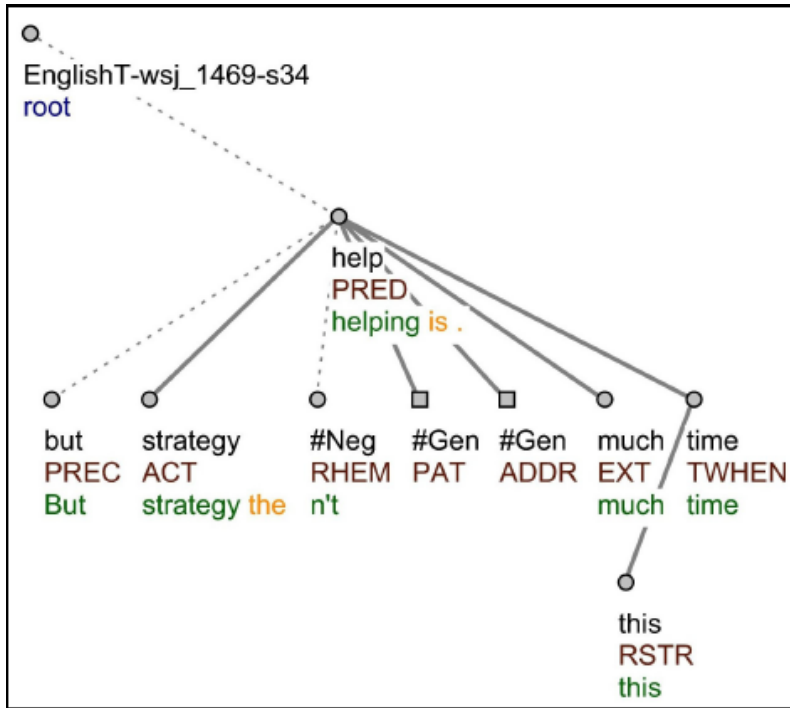 EnglishT-wsj_1469-s34
root
help
PRED
helping is .
but strategy #Neg #Gen #Gen much time
PREC ACT RHEM PAT ADDR EXT TWHEN
But strategy the n't much time
this
RSTR
this